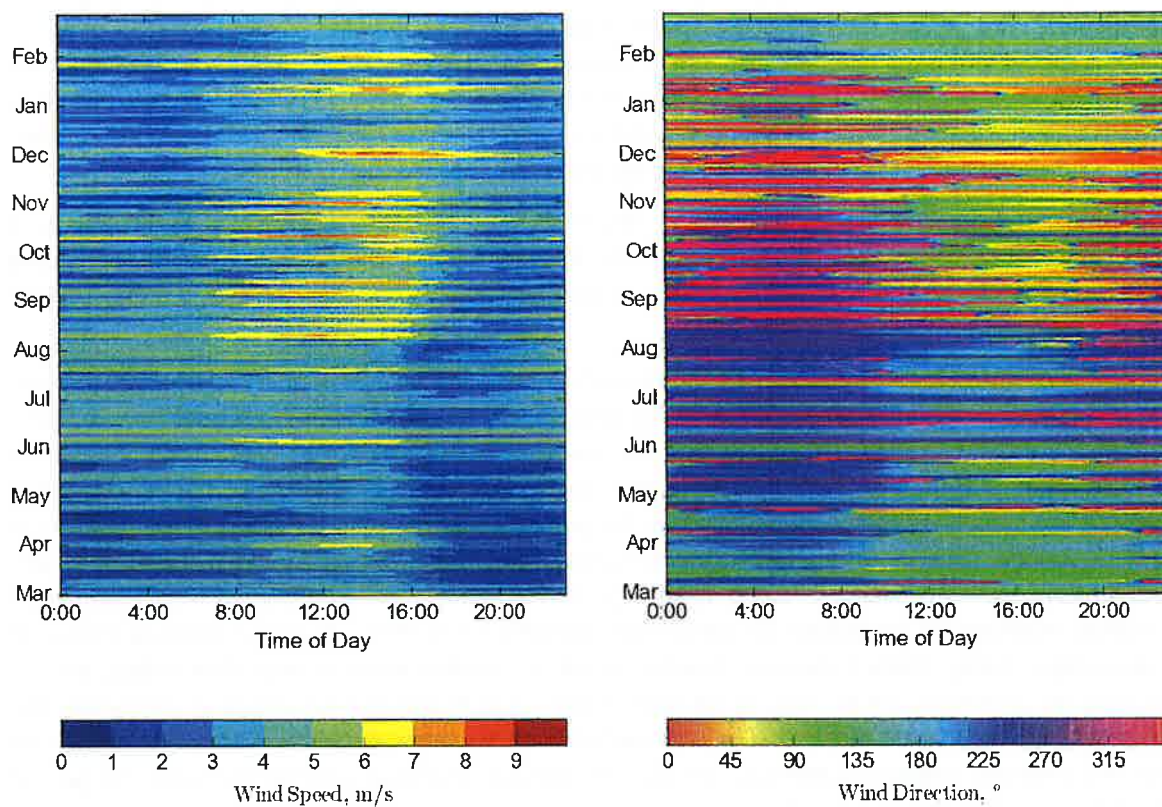 Feb
Jan
Dec
Nov
Oct
Sep
Aug
Jul
Jun
May
Apr
Mar
0:00 4:00 8:00 12:00 16:00 20:00
Time of Day
0 1 2 3 4 5 6 7 8 9
Wind Speed, m/s
Feb
Jan
Dec
Nov
Oct
Sep
Aug
Jul
Jun
May
Apr
Mar
0:00 4:00 8:00 12:00 16:00 20:00
Time of Day
0 45 90 135 180 225 270 315
Wind Direction, °